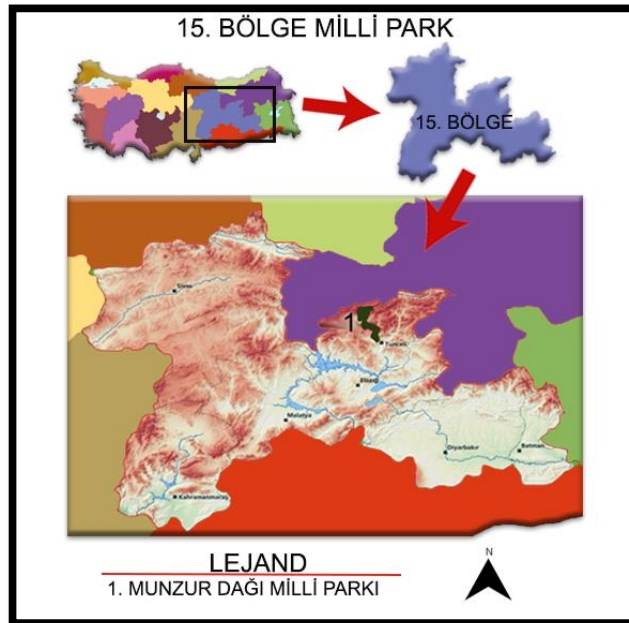 15. BÖLGE MİLLİ PARK
15. BÖLGE
Sivas
1
Tunceli
Elazığ
Malatya
Diyarbakır
Batman
Kahramanmaraş
LEJAND
1. MUNZUR DAĞI MİLLİ PARKI
N